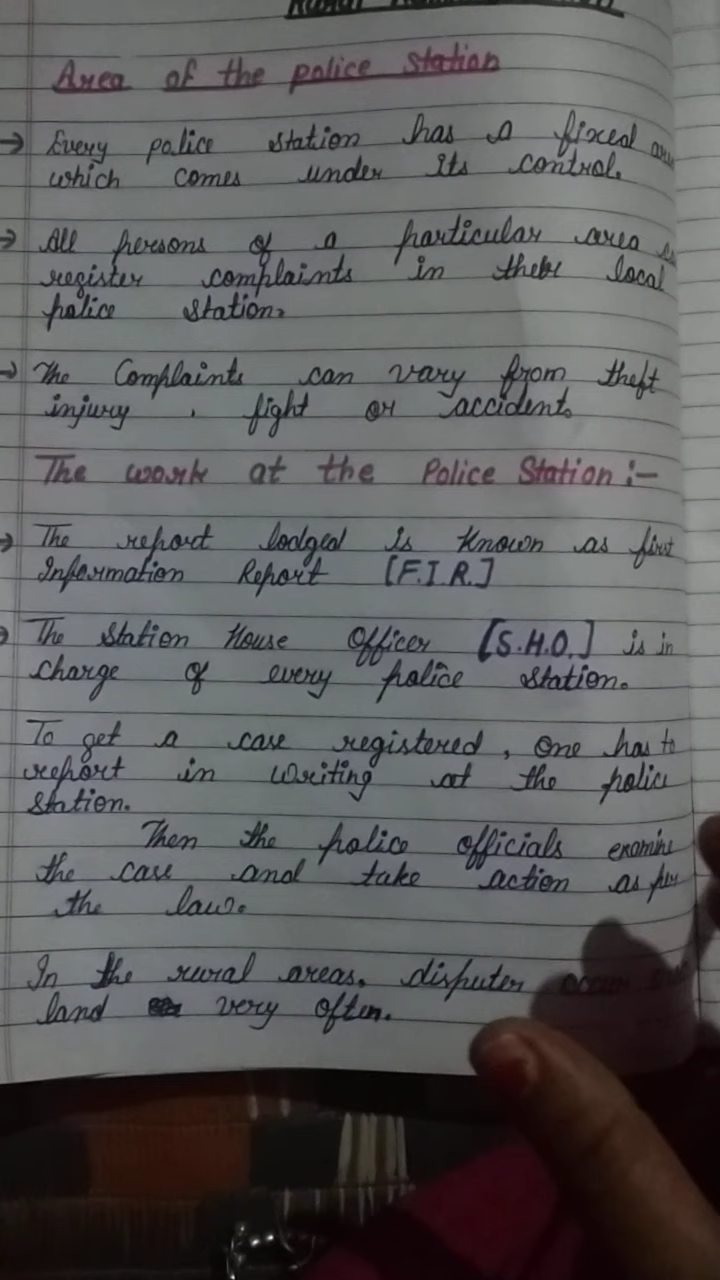 Area of the police station
→ Every police station has a fixed
which comes under its control.
→ All persons of a particular area
register complaints in their local
police station.
→ The Complaints can vary from theft
injury, fight or accident.
The work at the Police Station :-
→ The report lodged is known as first
Information Report [F.I.R.]
→ The Station House Officer [S.H.O.] is in
charge of every police station.
To get a case registered, one has to
report in writing at the police
station.
Then the police officials examine
the case and take action as per
the law.
In the rural areas, disputes occur
land very often.